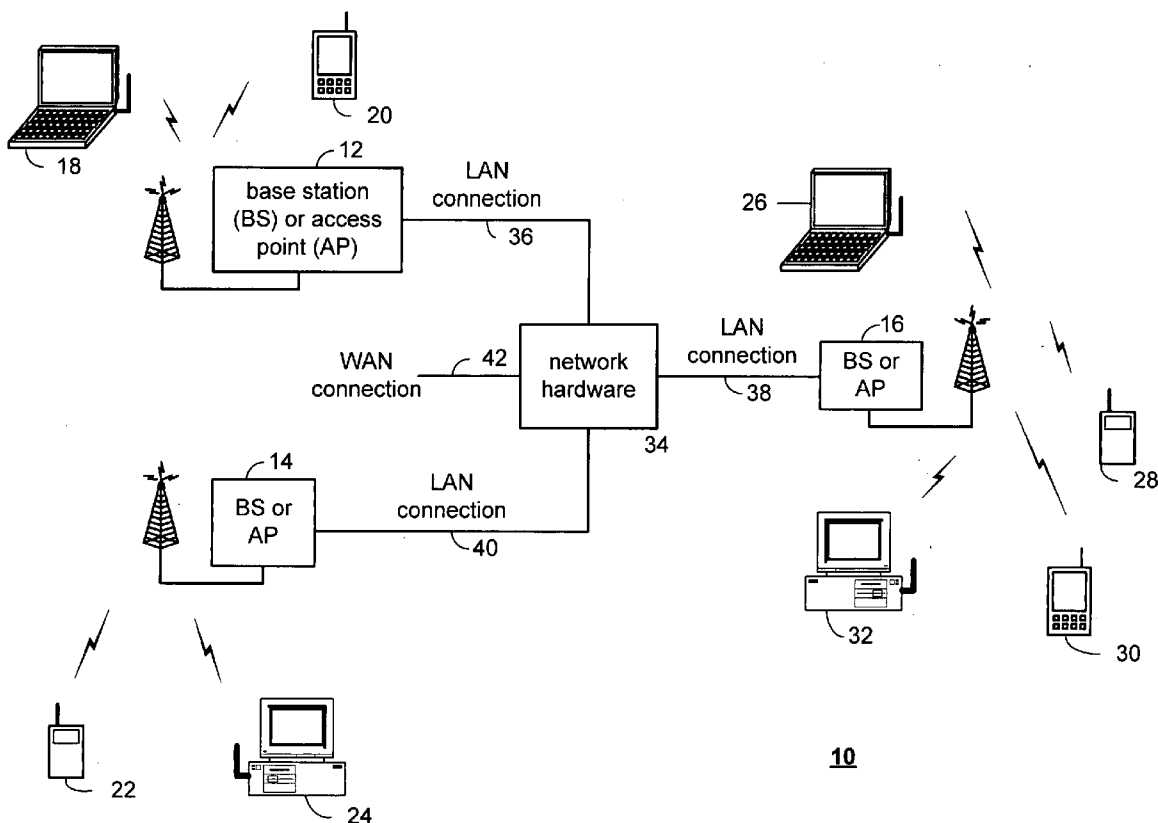 20
18
12
base station
(BS) or access
point (AP)
LAN
connection
36
26
WAN
connection
42
network
hardware
34
LAN
connection
38
16
BS or
AP
28
14
BS or
AP
LAN
connection
40
32
30
22
24
10